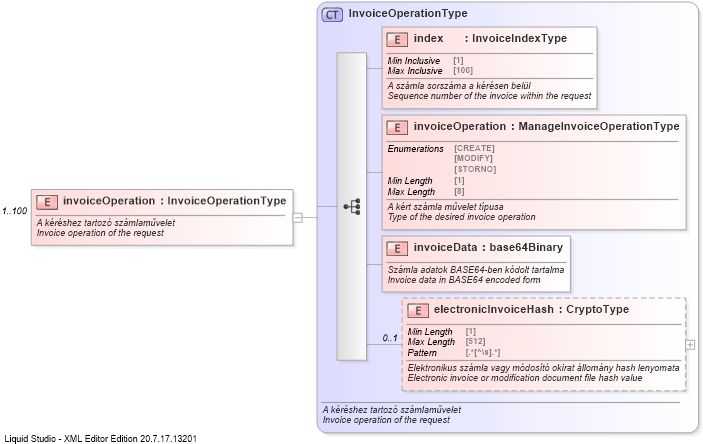 CT InvoiceOperationType
E index : InvoiceIndexType
Min Inclusive [1]
Max Inclusive [100]
A számla sorszáma a kérésen belül
Sequence number of the invoice within the request
E invoiceOperation : ManageInvoiceOperationType
Enumerations [CREATE]
[MODIFY]
[STORNO]
Min Length [1]
Max Length [8]
A kért számla művelet típusa
Type of the desired invoice operation
1..100
E invoiceOperation : InvoiceOperationType
A kéréshez tartozó számlaművelet
Invoice operation of the request
E invoiceData : base64Binary
Számla adatok BASE64-ben kódolt tartalma
Invoice data in BASE64 encoded form
0..1
E electronicInvoiceHash : CryptoType
Min Length [1]
Max Length [512]
Pattern [.*[^\s].*]
Elektronikus számla vagy módosító okirat állomány hash lenyomata
Electronic invoice or modification document file hash value
A kéréshez tartozó számlaművelet
Invoice operation of the request
Liquid Studio - XML Editor Edition 20.7.17.13201